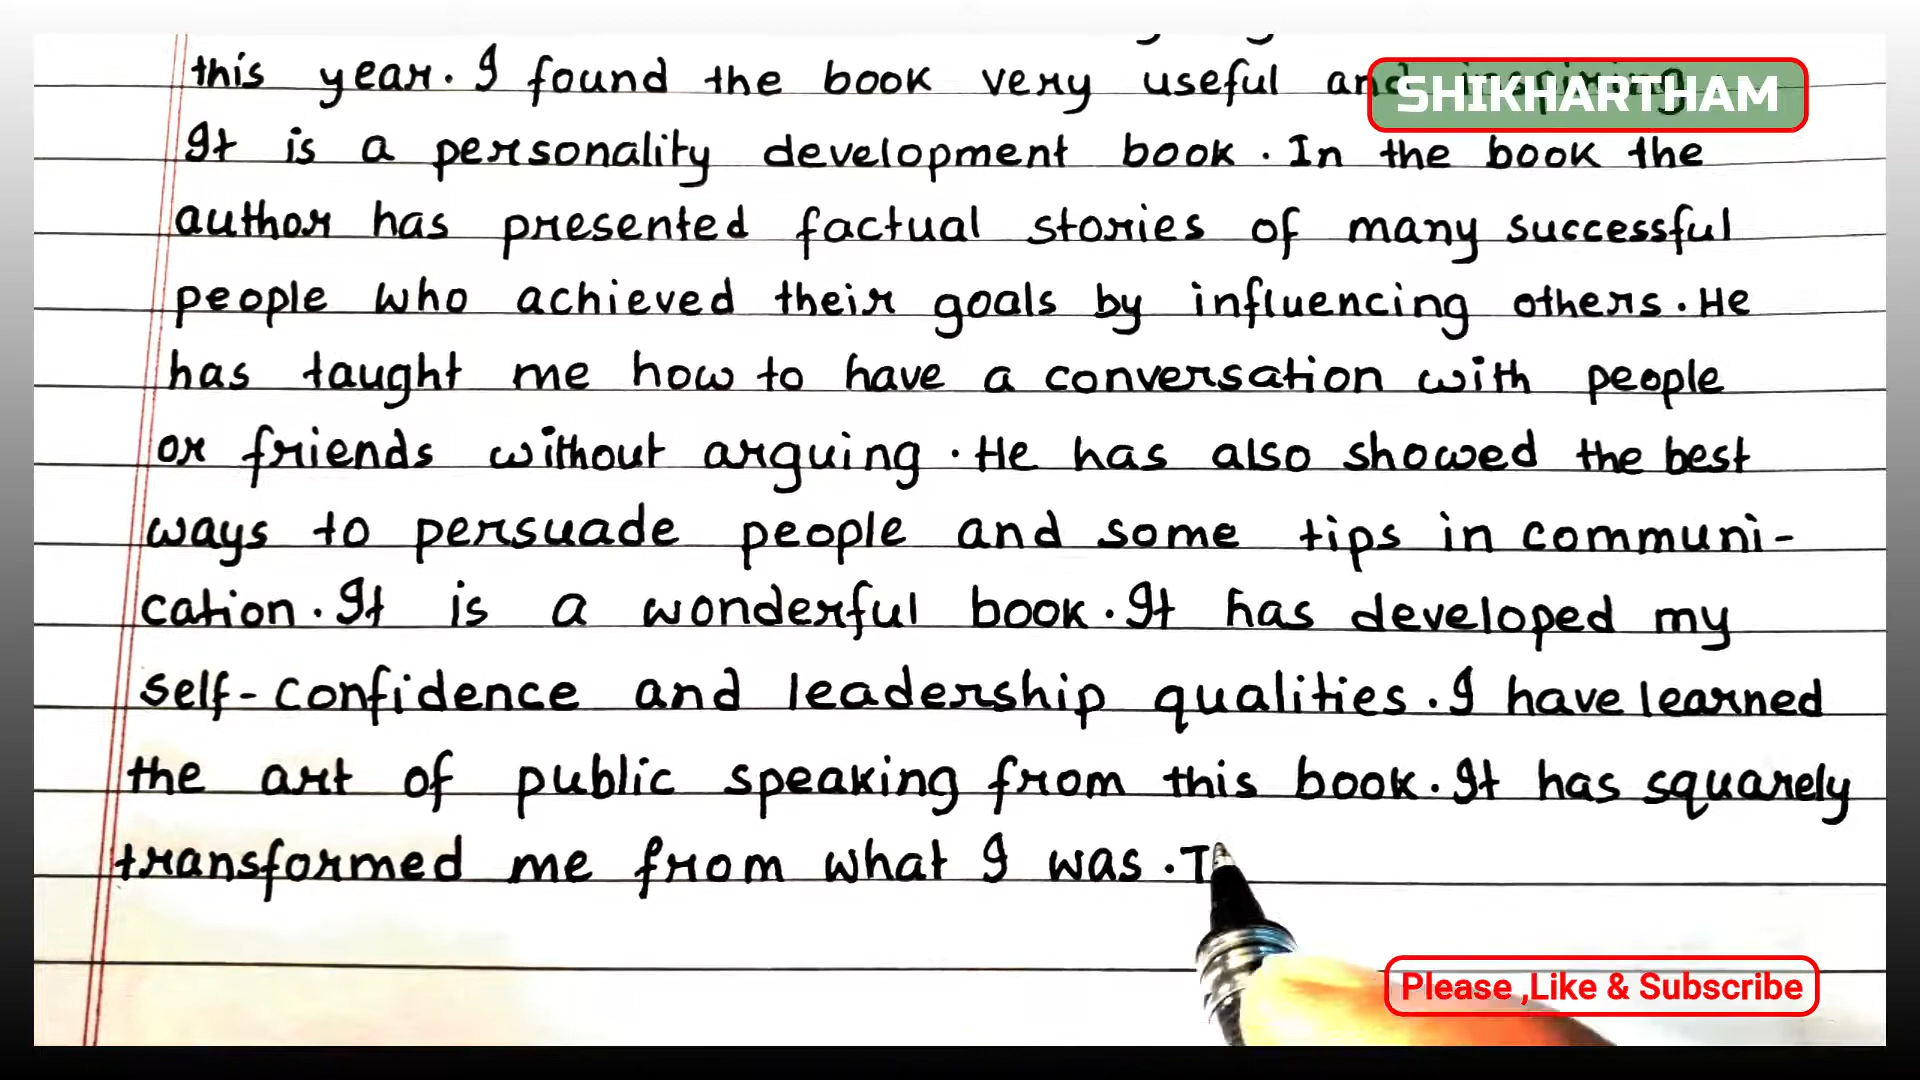 this year. I found the book very useful and inspiring.
SHIKHARTHAM
It is a personality development book. In the book the
author has presented factual stories of many successful
people who achieved their goals by influencing others. He
has taught me how to have a conversation with people
or friends without arguing. He has also showed the best
ways to persuade people and some tips in communi-
cation. It is a wonderful book. It has developed my
self-confidence and leadership qualities. I have learned
the art of public speaking from this book. It has squarely
transformed me from what I was. T
Please ,Like & Subscribe